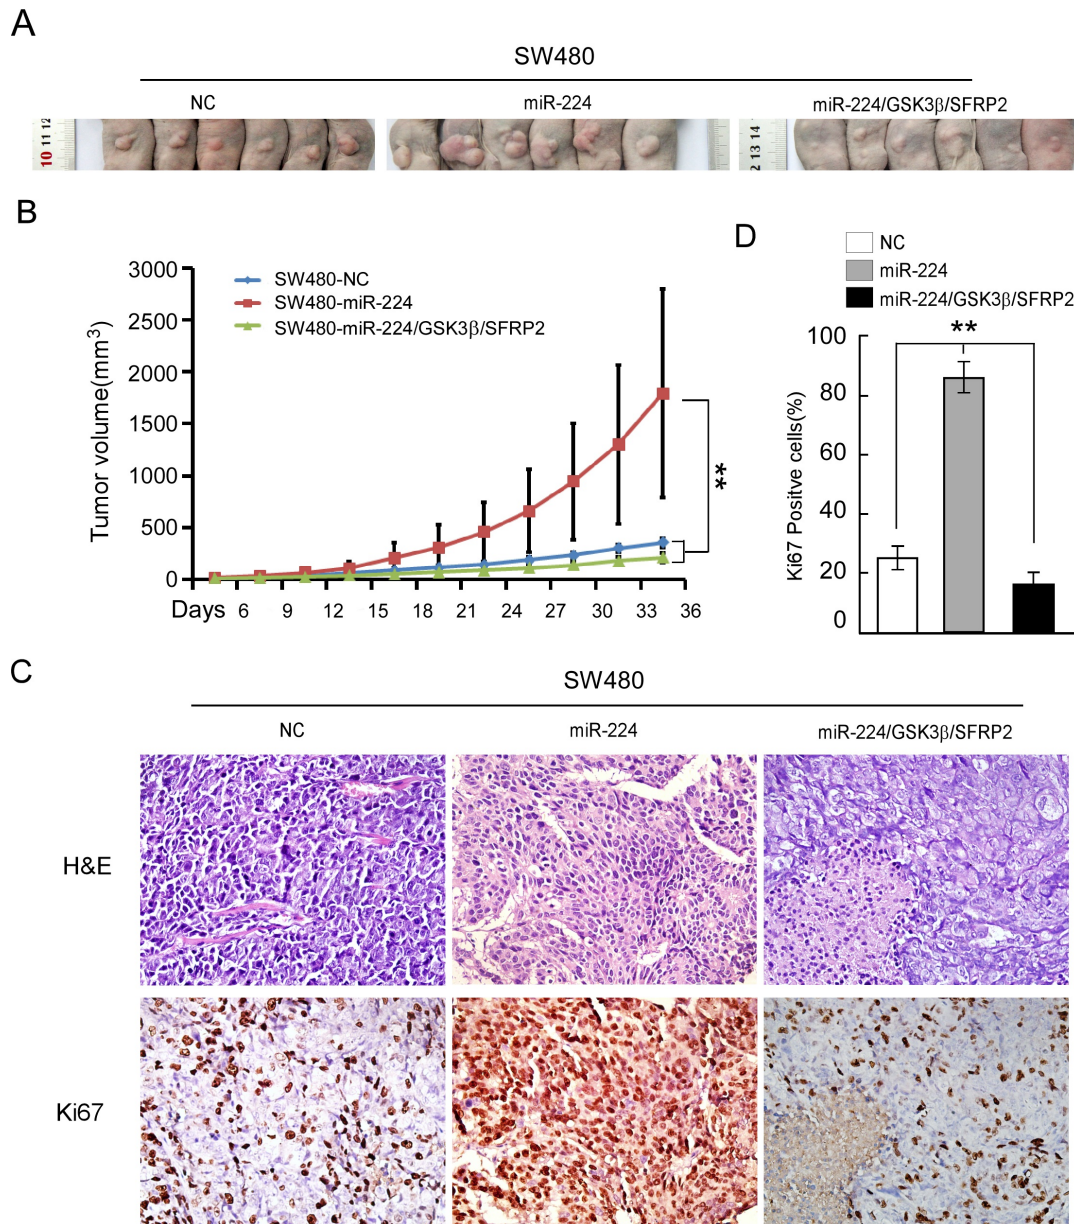 A
SW480
NC miR-224 miR-224/GSK3β/SFRP2
10 11 12
2 13 14
B
3000
2500
2000
1500
1000
500
0
Tumor volume(mm³)
SW480-NC
SW480-miR-224
SW480-miR-224/GSK3β/SFRP2
**
Days 6 9 12 15 18 21 24 27 30 33 36
D
NC
miR-224
miR-224/GSK3β/SFRP2
**
100
80
60
40
20
0
Ki67 Positve cells(%)
C
SW480
NC miR-224 miR-224/GSK3β/SFRP2
H&E
Ki67